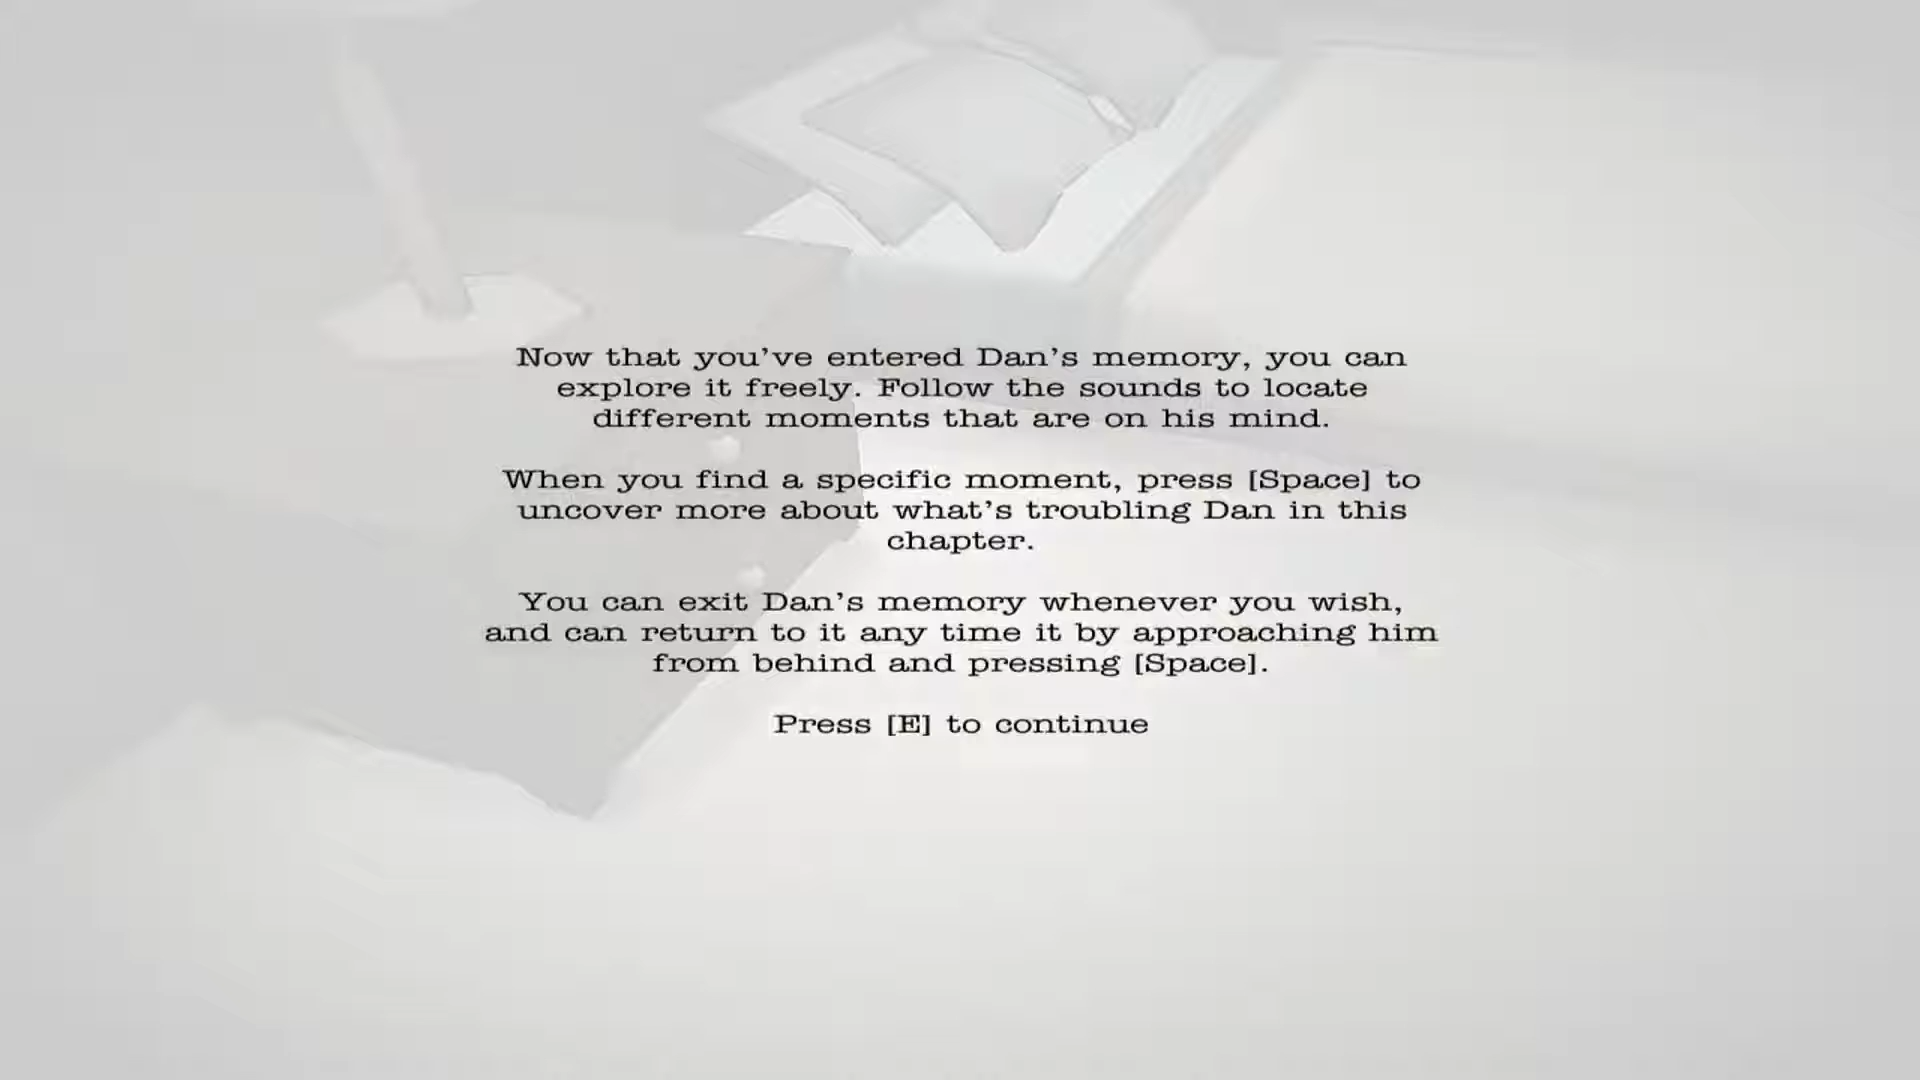 Now that you've entered Dan's memory, you can
explore it freely. Follow the sounds to locate
different moments that are on his mind.
When you find a specific moment, press [Space] to
uncover more about what's troubling Dan in this
chapter.
You can exit Dan's memory whenever you wish,
and can return to it any time it by approaching him
from behind and pressing [Space].
Press [E] to continue